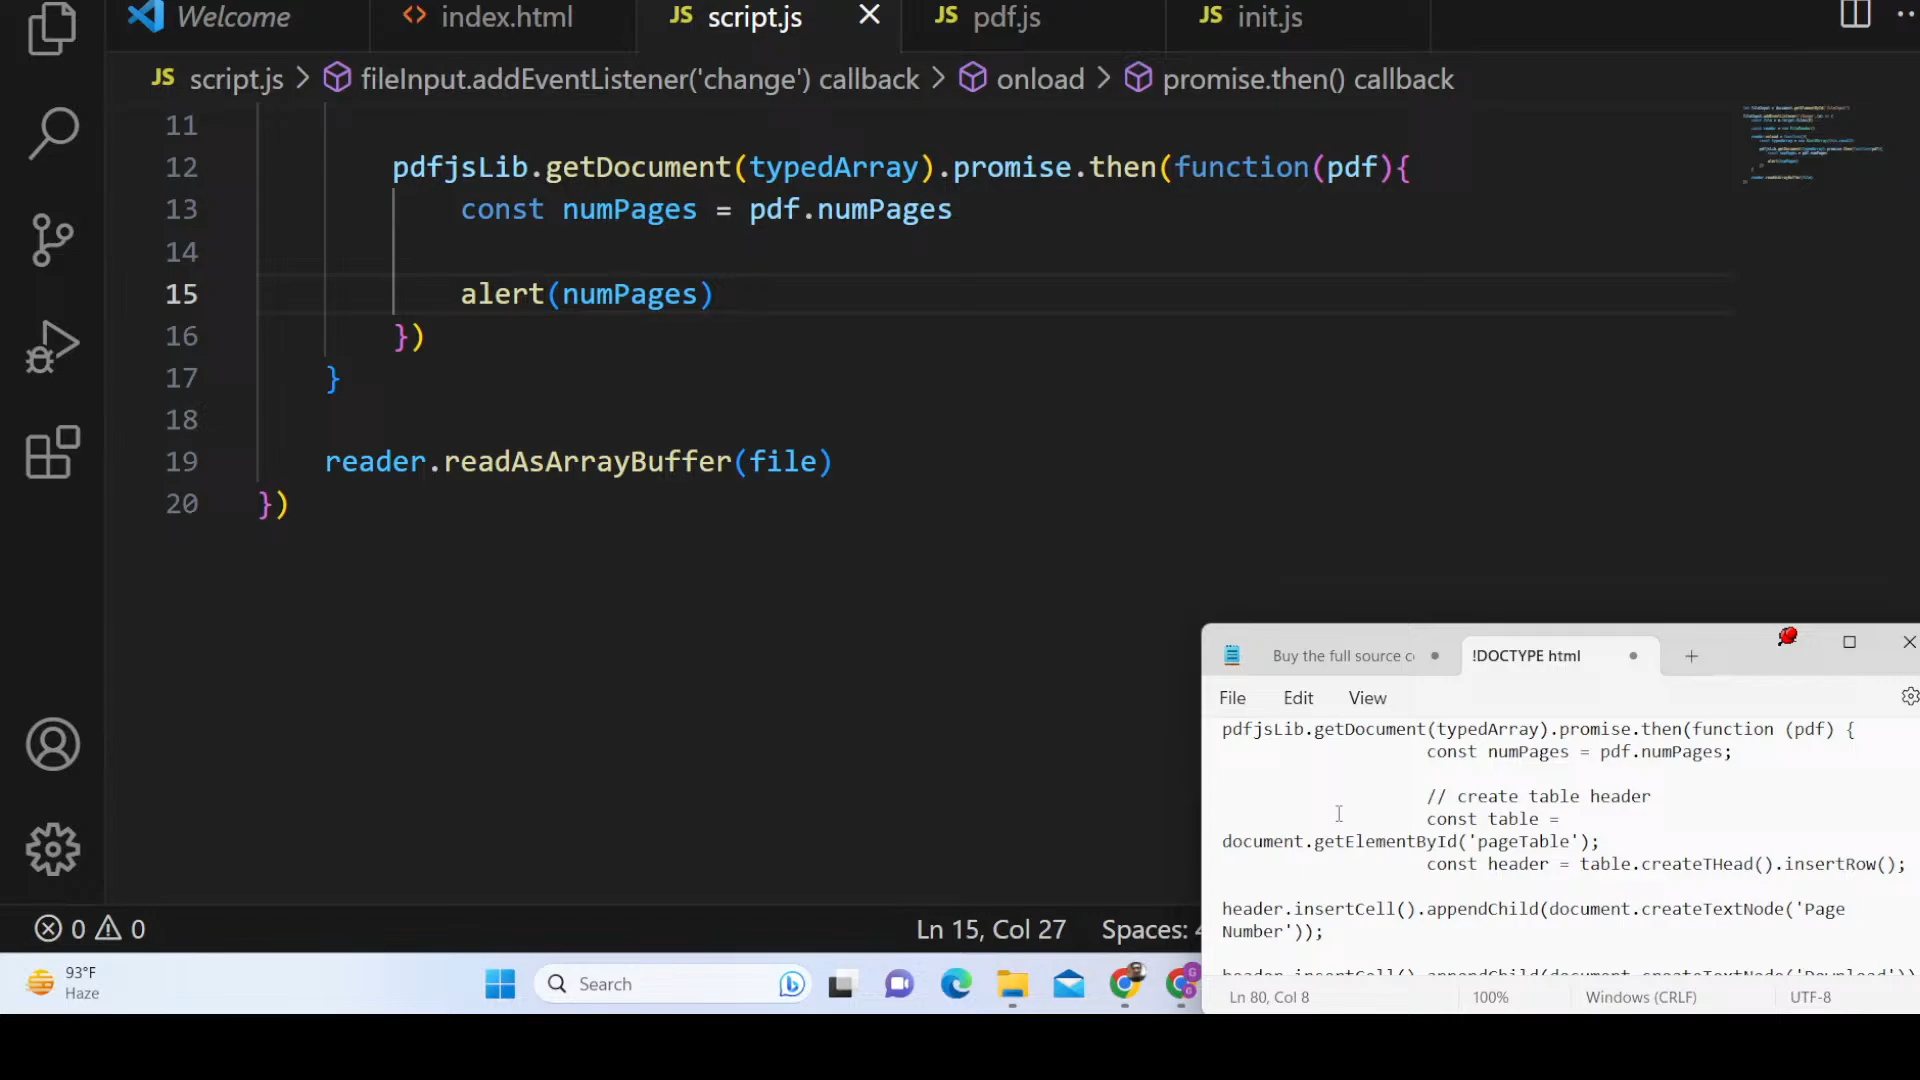 Welcome
<> index.html
JS script.js
JS pdf.js
JS init.js
JS script.js > fileInput.addEventListener('change') callback > onload > promise.then() callback
11
12 pdfjsLib.getDocument(typedArray).promise.then(function(pdf){
13 const numPages = pdf.numPages
14
15 alert(numPages)
16 })
17 }
18
19 reader.readAsArrayBuffer(file)
20 })
Buy the full source c
!DOCTYPE html
File Edit View
pdfjsLib.getDocument(typedArray).promise.then(function (pdf) {
const numPages = pdf.numPages;
// create table header
const table =
document.getElementById('pageTable');
const header = table.createTHead().insertRow();
header.insertCell().appendChild(document.createTextNode('Page
Number'));
header.insertCell().appendChild(document.createTextNode('Download'))
Ln 80, Col 8
100%
Windows (CRLF)
UTF-8
0 0
Ln 15, Col 27
Spaces: 4
93°F
Haze
Search